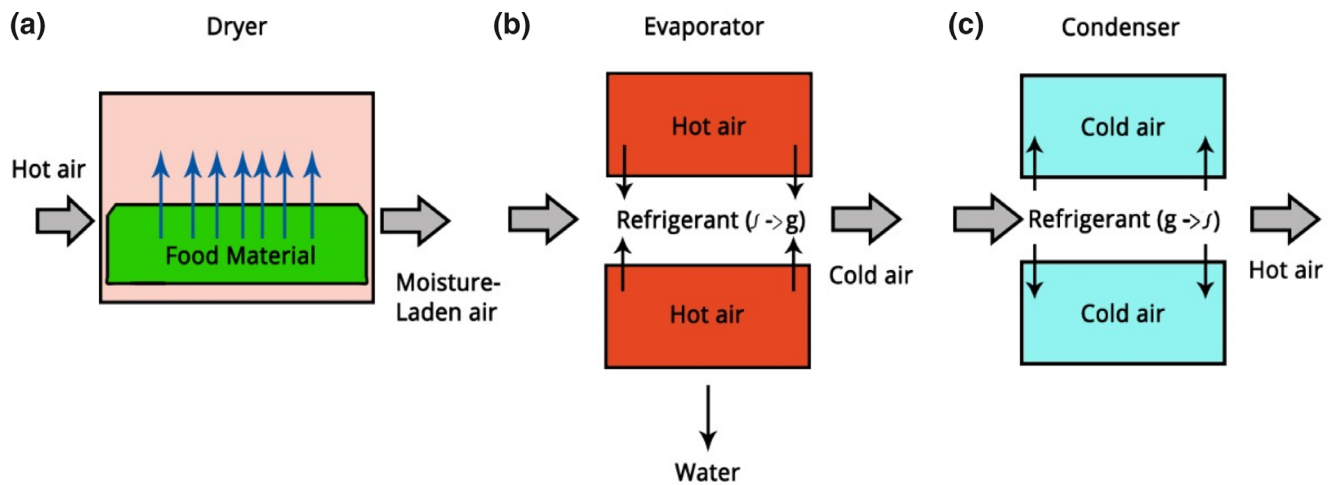 (a) Dryer
Hot air
Food Material
Moisture-
Laden air
(b) Evaporator
Hot air
Refrigerant (ʃ ->g)
Hot air
Cold air
Water
(c) Condenser
Cold air
Refrigerant (g ->ʃ)
Cold air
Hot air